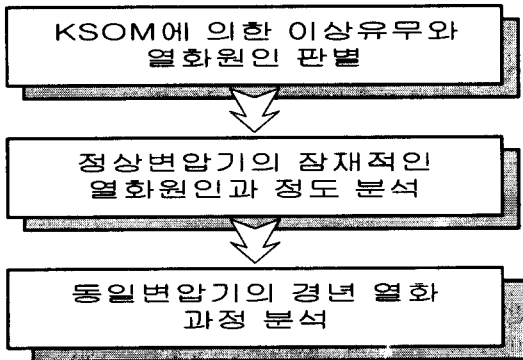 KSOM에 의한 이상유무와
열화원인 판별
정상변압기의 잠재적인
열화원인과 정도 분석
동일변압기의 경년 열화
과정 분석